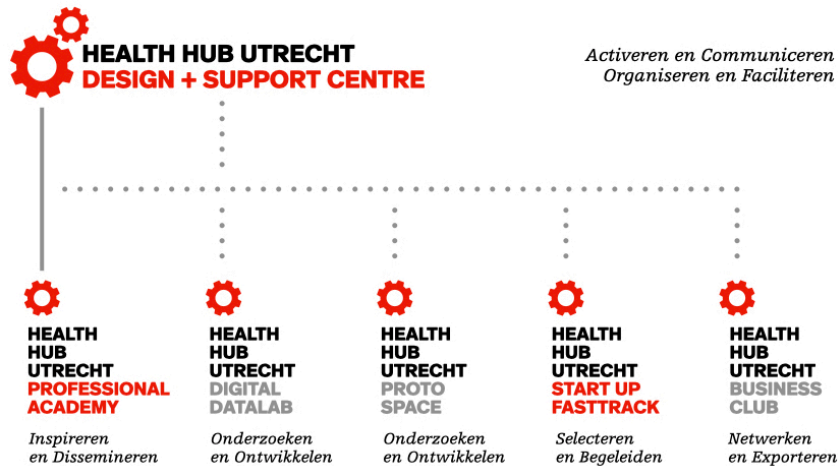 HEALTH HUB UTRECHT
DESIGN + SUPPORT CENTRE
Activeren en Communiceren
Organiseren en Faciliteren
HEALTH
HUB
UTRECHT
PROFESSIONAL
ACADEMY
Inspireren
en Dissemineren
HEALTH
HUB
UTRECHT
DIGITAL
DATALAB
Onderzoeken
en Ontwikkelen
HEALTH
HUB
UTRECHT
PROTO
SPACE
Onderzoeken
en Ontwikkelen
HEALTH
HUB
UTRECHT
START UP
FASTTRACK
Selecteren
en Begeleiden
HEALTH
HUB
UTRECHT
BUSINESS
CLUB
Netwerken
en Exporteren